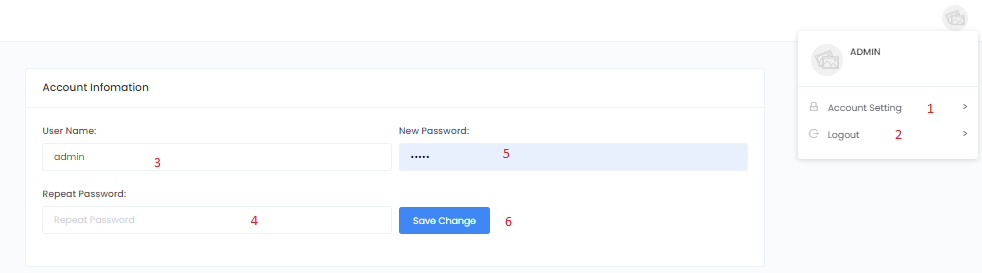 ADMIN
Account Setting 1 >
Logout 2 >
Account Infomation
User Name:
New Password:
admin 3
••••• 5
Repeat Password:
Repeat Password 4
Save Change 6